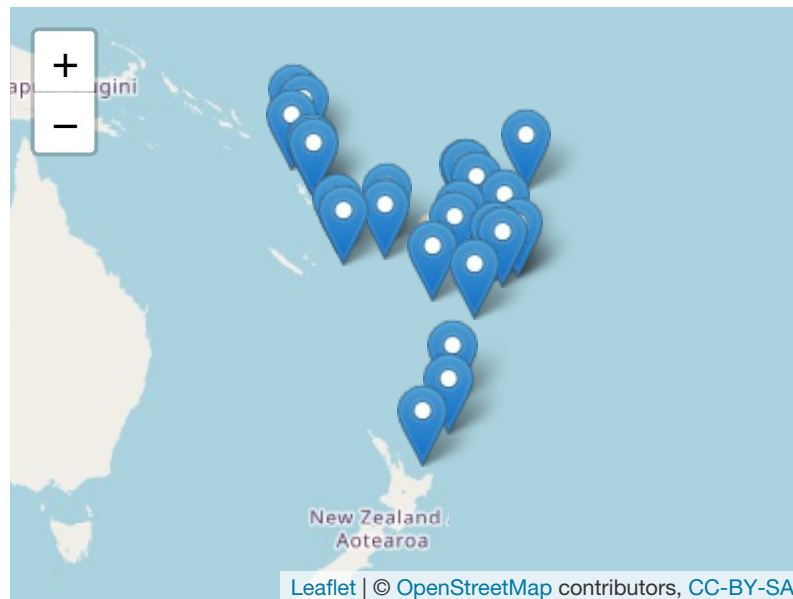 +
−
New Zealand
Aotearoa
Leaflet | © OpenStreetMap contributors, CC-BY-SA